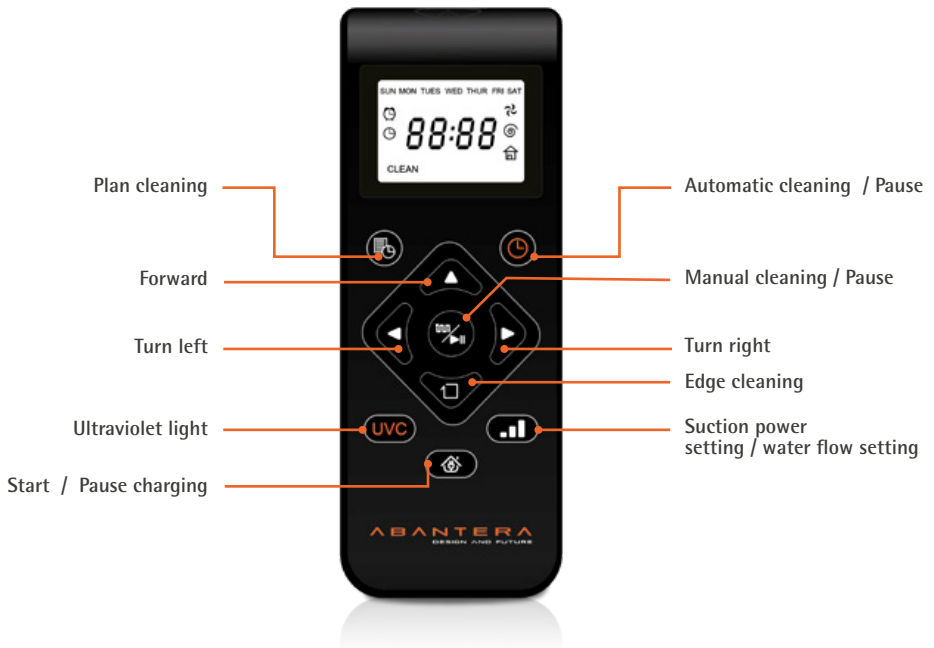 SUN MON TUES WED THUR FRI SAT
88:88
CLEAN
Plan cleaning
Automatic cleaning / Pause
Forward
Manual cleaning / Pause
Turn left
Turn right
Edge cleaning
Ultraviolet light
UVC
Suction power
setting / water flow setting
Start / Pause charging
ABANTERA
DESIGN AND FUTURE